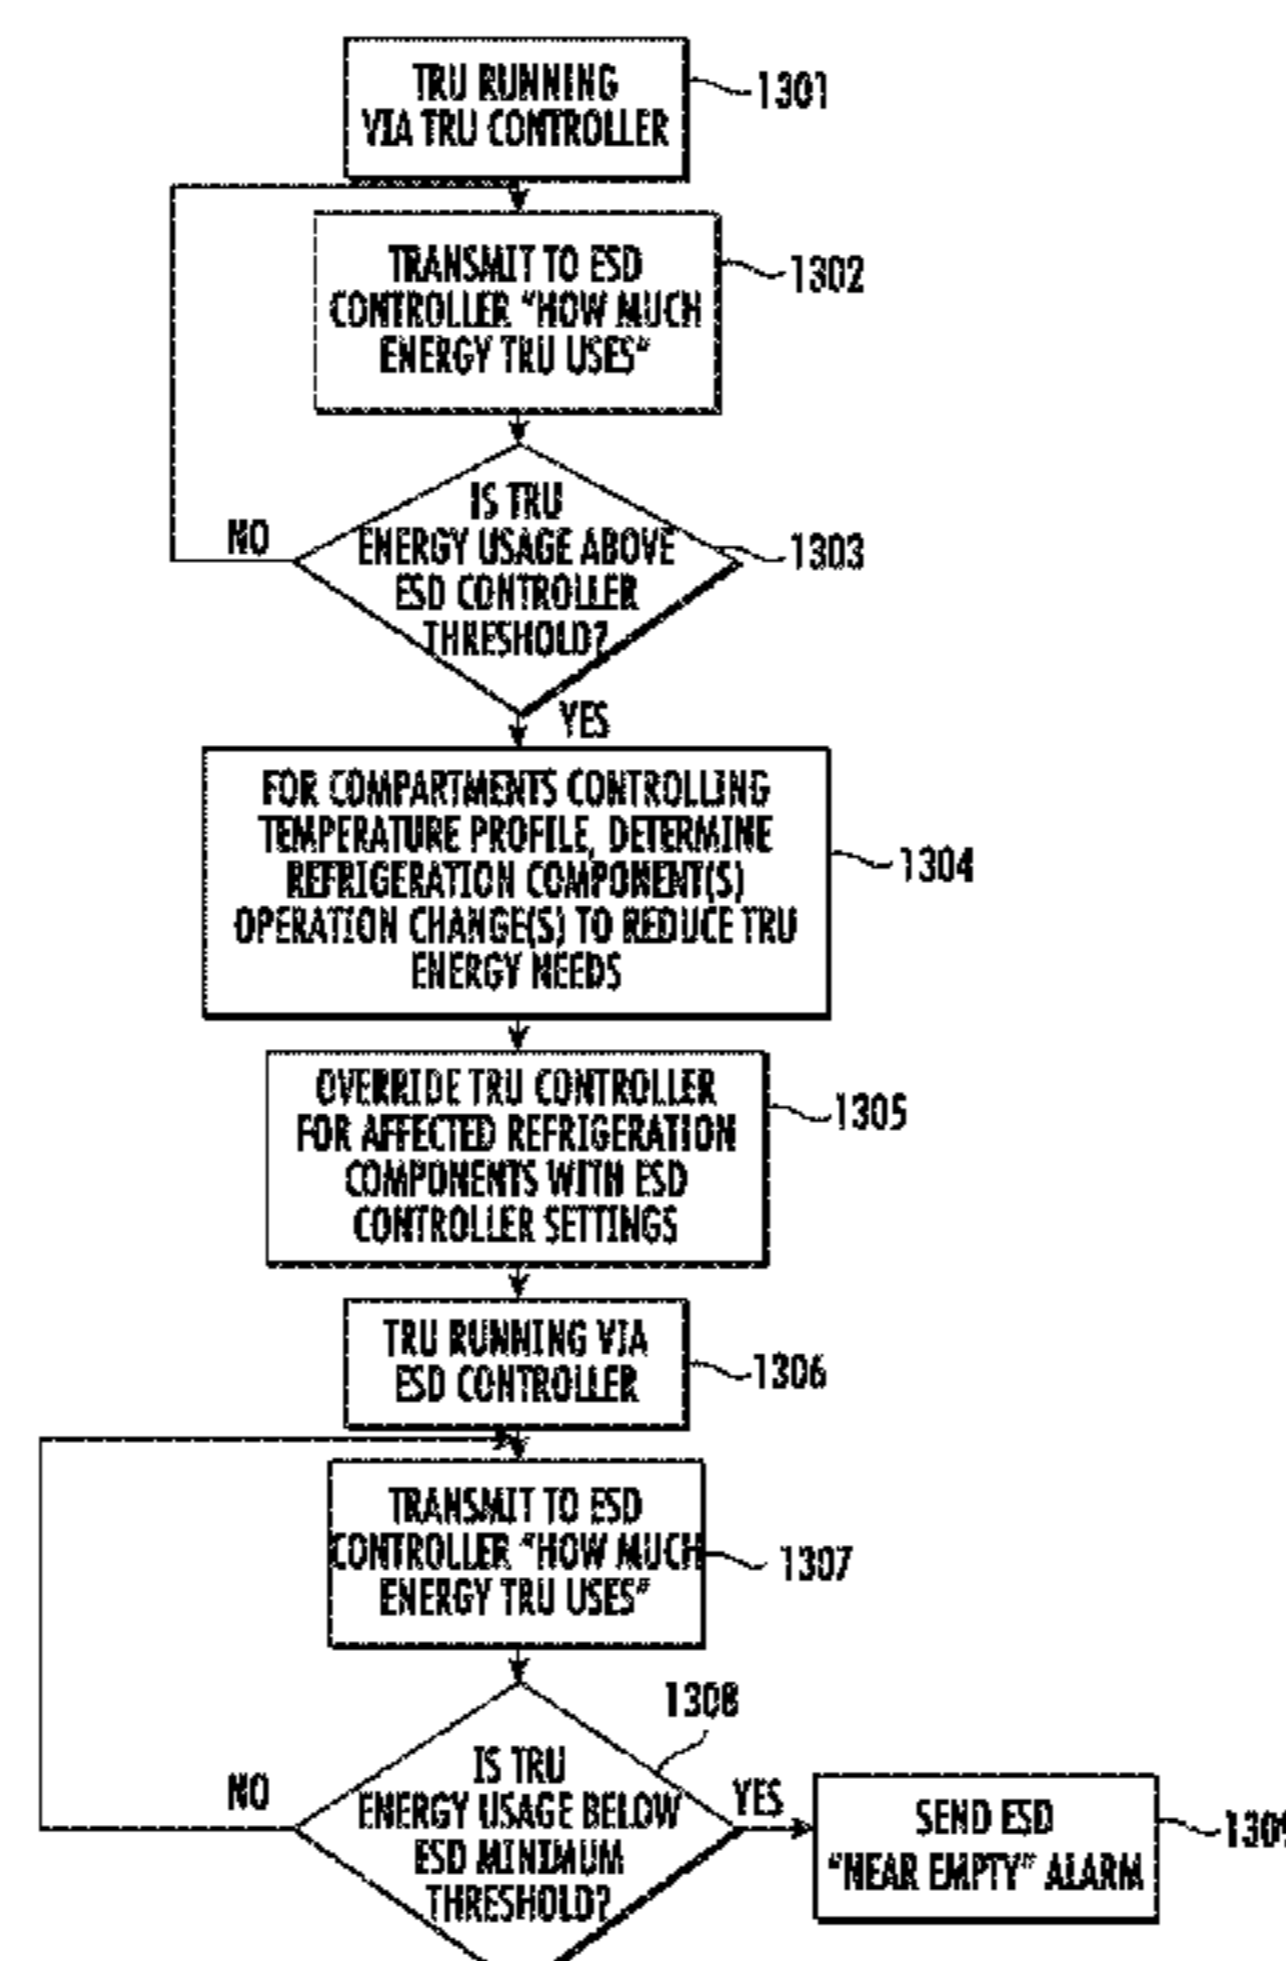 TRU RUNNING
VIA TRU CONTROLLER
1301
TRANSMIT TO ESD
CONTROLLER "HOW MUCH
ENERGY TRU USES"
1302
IS TRU
ENERGY USAGE ABOVE
ESD CONTROLLER
THRESHOLD?
1303
NO
YES
FOR COMPARTMENTS CONTROLLING
TEMPERATURE PROFILE, DETERMINE
REFRIGERATION COMPONENT(S)
OPERATION CHANGE(S) TO REDUCE TRU
ENERGY NEEDS
1304
OVERRIDE TRU CONTROLLER
FOR AFFECTED REFRIGERATION
COMPONENTS WITH ESD
CONTROLLER SETTINGS
1305
TRU RUNNING VIA
ESD CONTROLLER
1306
TRANSMIT TO ESD
CONTROLLER "HOW MUCH
ENERGY TRU USES"
1307
1308
IS TRU
ENERGY USAGE BELOW
ESD MINIMUM
THRESHOLD?
NO
YES
SEND ESD
"NEAR EMPTY" ALARM
1309